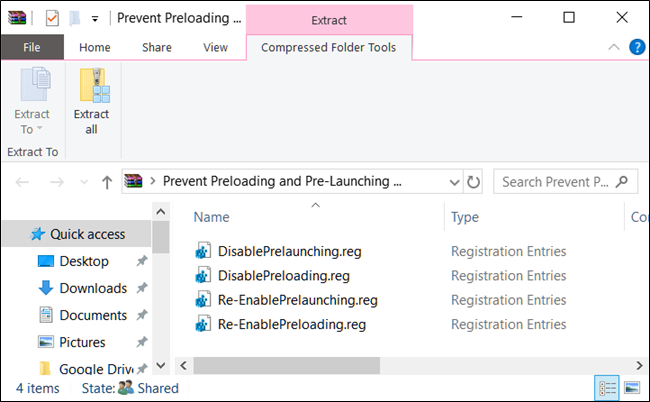 Prevent Preloading ...
Extract
File
Home
Share
View
Compressed Folder Tools
?
Extract
To
Extract
all
Extract To
Prevent Preloading and Pre-Launching ...
Search Prevent P...
Name
Type
Co
Quick access
Desktop
Downloads
Documents
Pictures
Google Drive
DisablePrelaunching.reg
Registration Entries
DisablePreloading.reg
Registration Entries
Re-EnablePrelaunching.reg
Registration Entries
Re-EnablePreloading.reg
Registration Entries
4 items
State:
Shared